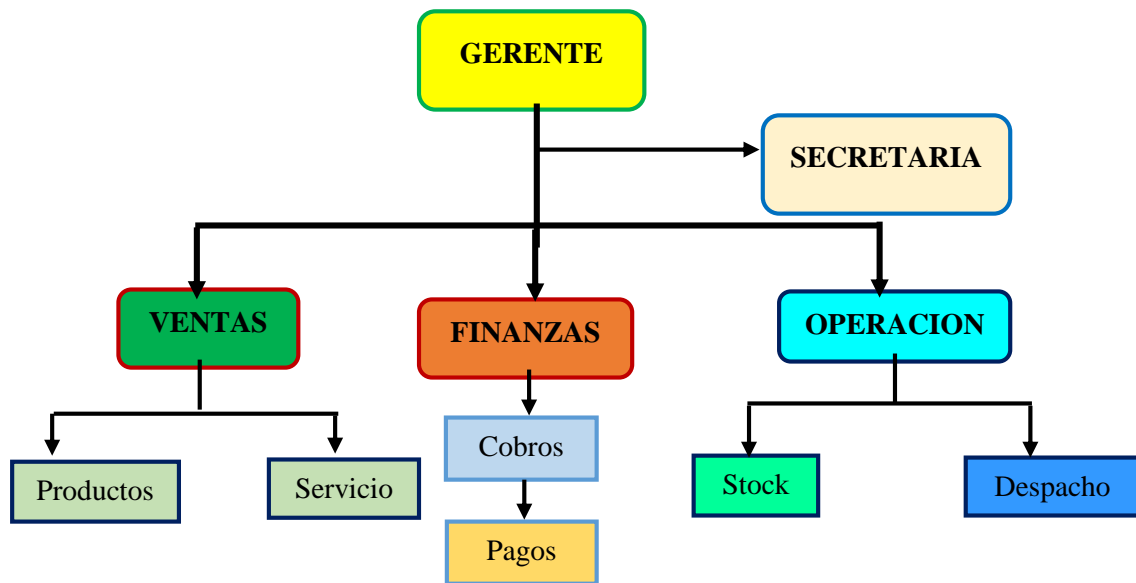 GERENTE
SECRETARIA
VENTAS
FINANZAS
OPERACION
Productos
Servicio
Cobros
Stock
Despacho
Pagos